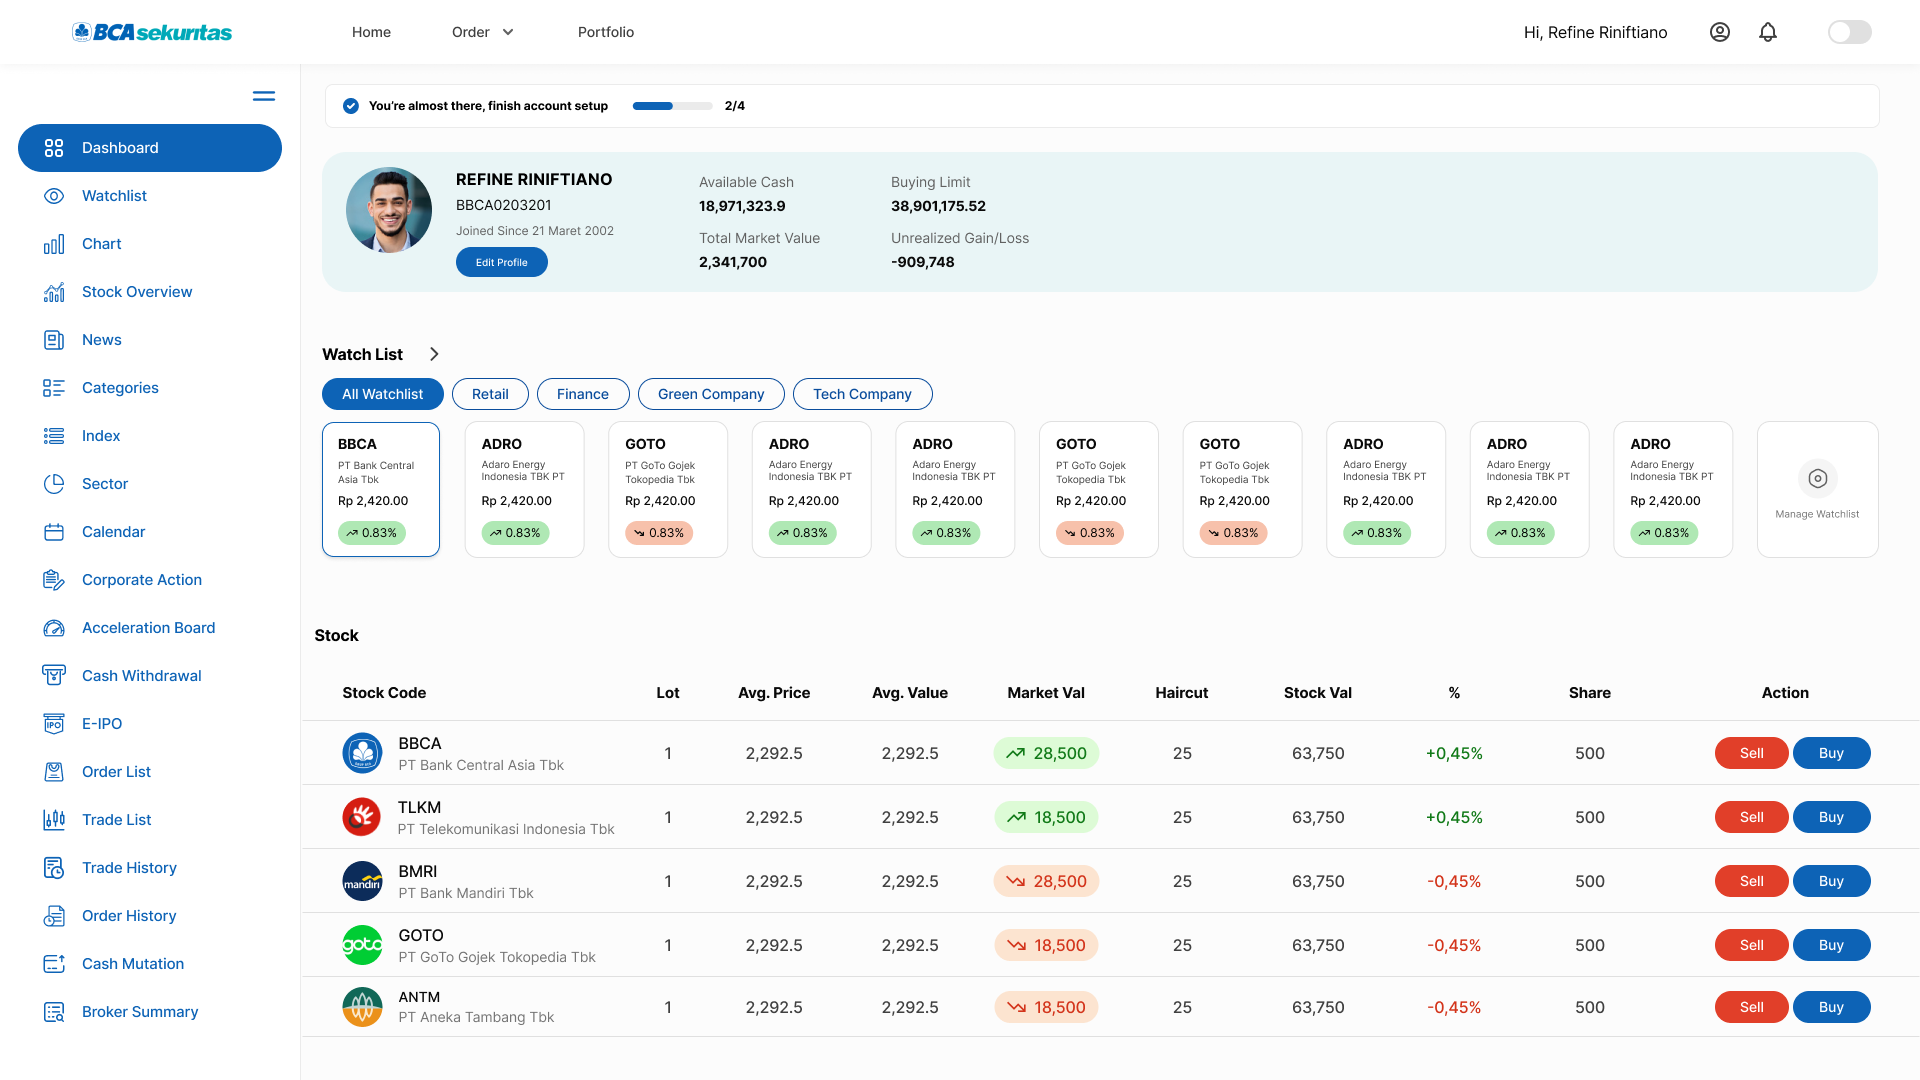 BCA sekuritas
Home
Order
Portfolio
Hi, Refine Riniftiano
You're almost there, finish account setup
2/4
Dashboard
Watchlist
Chart
Stock Overview
News
Categories
Index
Sector
Calendar
Corporate Action
Acceleration Board
Cash Withdrawal
E-IPO
Order List
Trade List
Trade History
Order History
Cash Mutation
Broker Summary
REFINE RINIFTIANO
BBCA0203201
Joined Since 21 Maret 2002
Edit Profile
Available Cash
18,971,323.9
Total Market Value
2,341,700
Buying Limit
38,901,175.52
Unrealized Gain/Loss
-909,748
Watch List
All Watchlist
Retail
Finance
Green Company
Tech Company
BBCA
PT Bank Central
Asia Tbk
Rp 2,420.00
0.83%
ADRO
Adaro Energy
Indonesia TBK PT
Rp 2,420.00
0.83%
GOTO
PT GoTo Gojek
Tokopedia Tbk
Rp 2,420.00
0.83%
ADRO
Adaro Energy
Indonesia TBK PT
Rp 2,420.00
0.83%
ADRO
Adaro Energy
Indonesia TBK PT
Rp 2,420.00
0.83%
GOTO
PT GoTo Gojek
Tokopedia Tbk
Rp 2,420.00
0.83%
GOTO
PT GoTo Gojek
Tokopedia Tbk
Rp 2,420.00
0.83%
ADRO
Adaro Energy
Indonesia TBK PT
Rp 2,420.00
0.83%
ADRO
Adaro Energy
Indonesia TBK PT
Rp 2,420.00
0.83%
ADRO
Adaro Energy
Indonesia TBK PT
Rp 2,420.00
0.83%
Manage Watchlist
Stock
Stock Code Lot Avg. Price Avg. Value Market Val Haircut Stock Val % Share Action
BBCA
PT Bank Central Asia Tbk
1 2,292.5 2,292.5 28,500 25 63,750 +0,45% 500 Sell Buy
TLKM
PT Telekomunikasi Indonesia Tbk
1 2,292.5 2,292.5 18,500 25 63,750 +0,45% 500 Sell Buy
mandiri
BMRI
PT Bank Mandiri Tbk
1 2,292.5 2,292.5 28,500 25 63,750 -0,45% 500 Sell Buy
goto
GOTO
PT GoTo Gojek Tokopedia Tbk
1 2,292.5 2,292.5 18,500 25 63,750 -0,45% 500 Sell Buy
ANTM
PT Aneka Tambang Tbk
1 2,292.5 2,292.5 18,500 25 63,750 -0,45% 500 Sell Buy